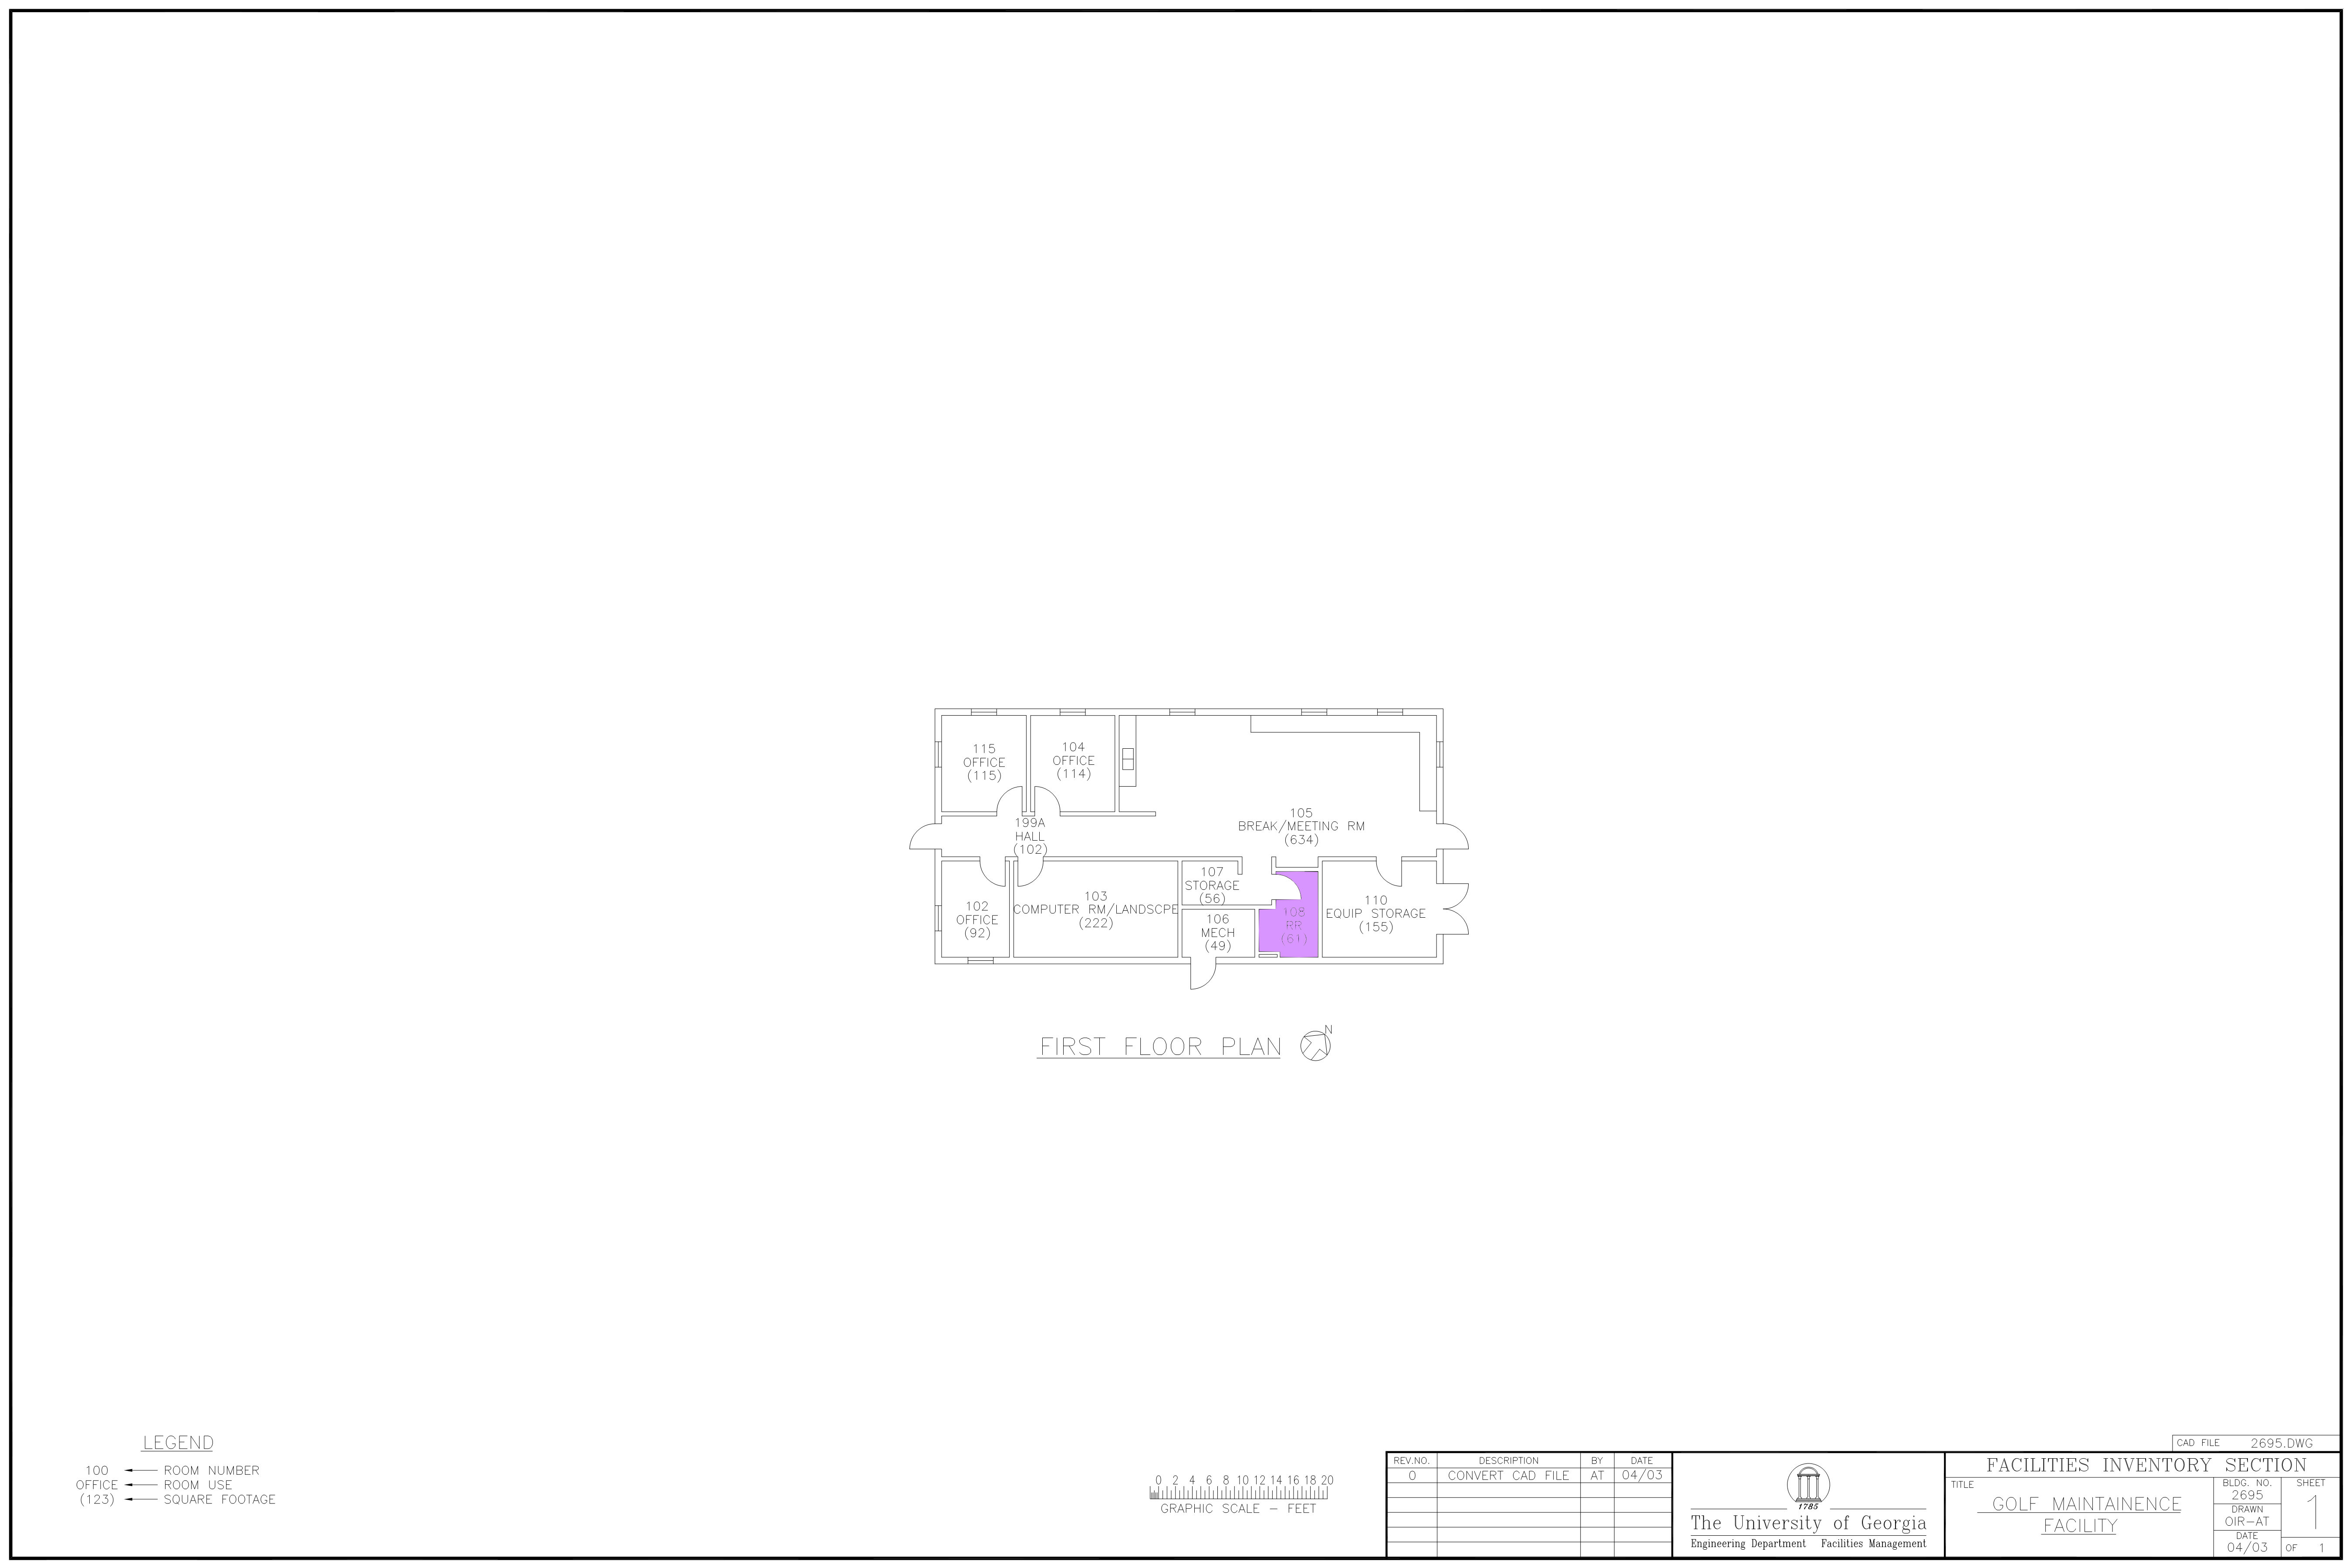 115
OFFICE
(115)
104
OFFICE
(114)
199A
HALL
(102)
105
BREAK/MEETING RM
(634)
102
OFFICE
(92)
103
COMPUTER RM/LANDSCPE
(222)
107
STORAGE
(56)
106
MECH
(49)
108
RR
(61)
110
EQUIP STORAGE
(155)
FIRST FLOOR PLAN
N
LEGEND
100 ROOM NUMBER
OFFICE ROOM USE
(123) SQUARE FOOTAGE
0 2 4 6 8 10 12 14 16 18 20
GRAPHIC SCALE - FEET
REV.NO. DESCRIPTION BY DATE
0 CONVERT CAD FILE AT 04/03
1785
The University of Georgia
Engineering Department Facilities Management
CAD FILE 2695.DWG
FACILITIES INVENTORY SECTION
TITLE
GOLF MAINTAINENCE
FACILITY
BLDG. NO.
2695
DRAWN
OIR-AT
DATE
04/03
SHEET
1
OF 1